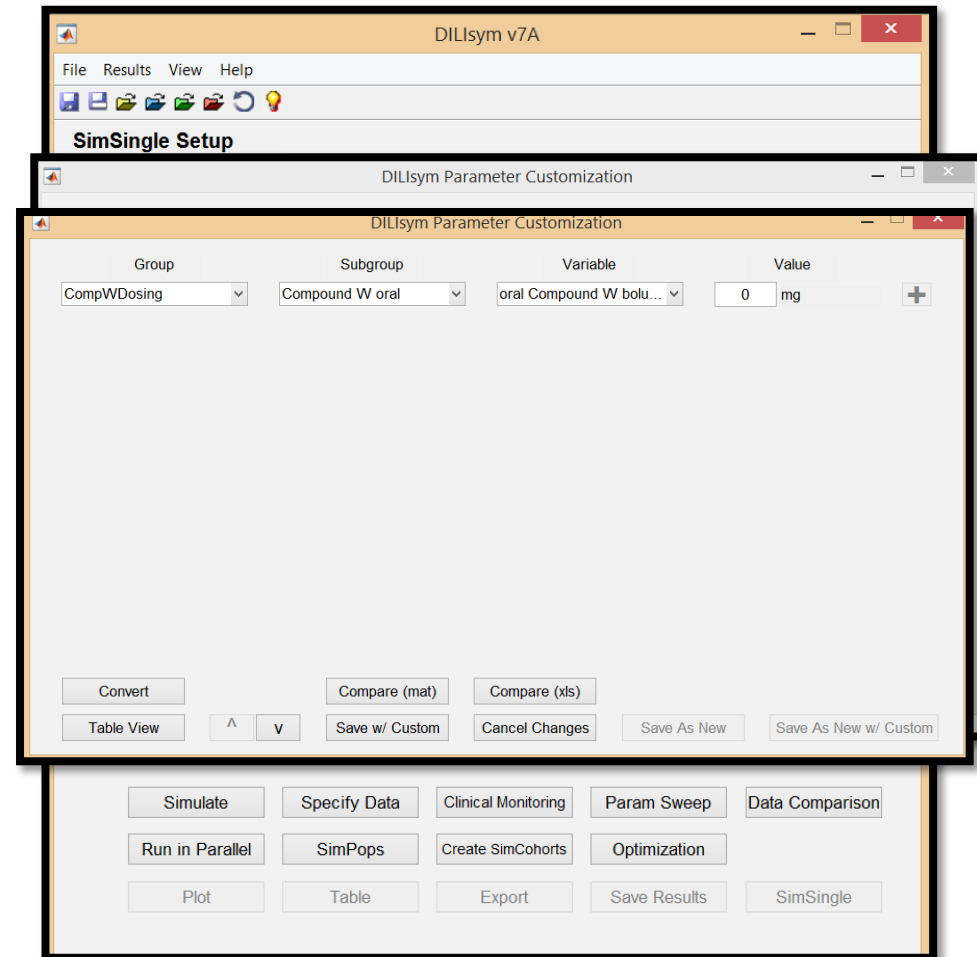 DILIsym v7A
File Results View Help
SimSingle Setup
DILIsym Parameter Customization
DILIsym Parameter Customization
Group Subgroup Variable Value
CompWDosing Compound W oral oral Compound W bolu... 0 mg
Convert Compare (mat) Compare (xls)
Table View ^ v Save w/ Custom Cancel Changes Save As New Save As New w/ Custom
Simulate Specify Data Clinical Monitoring Param Sweep Data Comparison
Run in Parallel SimPops Create SimCohorts Optimization
Plot Table Export Save Results SimSingle